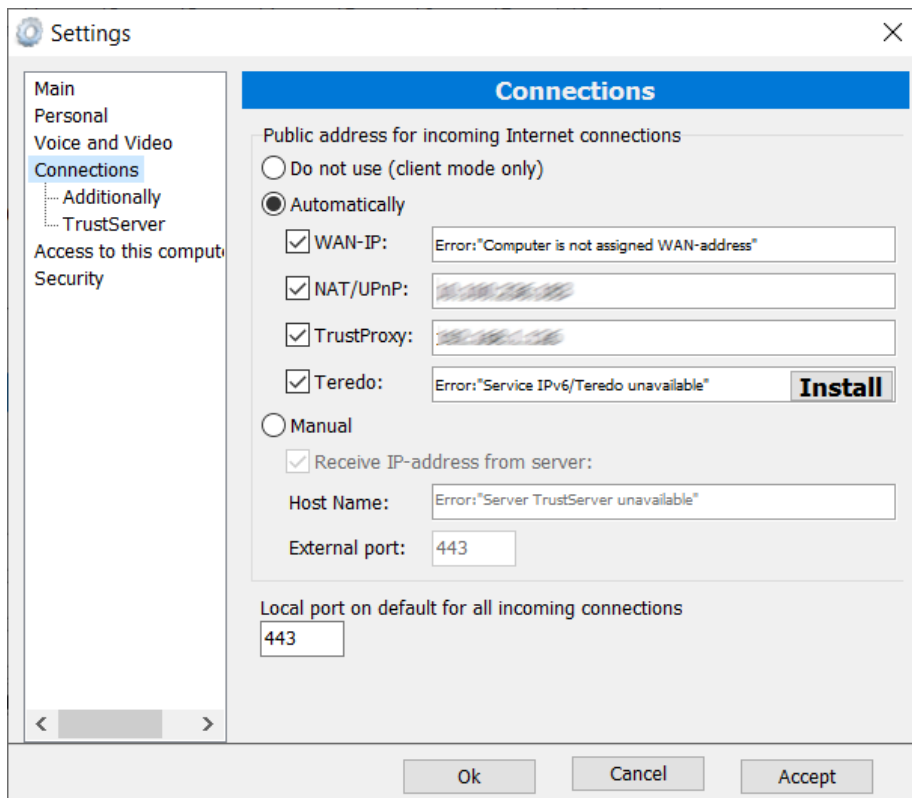 Settings
Main
Personal
Voice and Video
Connections
Additionally
TrustServer
Access to this compute
Security
Connections
Public address for incoming Internet connections
Do not use (client mode only)
Automatically
WAN-IP: Error:"Computer is not assigned WAN-address"
NAT/UPnP:
TrustProxy:
Teredo: Error:"Service IPv6/Teredo unavailable" Install
Manual
Receive IP-address from server:
Host Name: Error:"Server TrustServer unavailable"
External port: 443
Local port on default for all incoming connections
443
Ok Cancel Accept